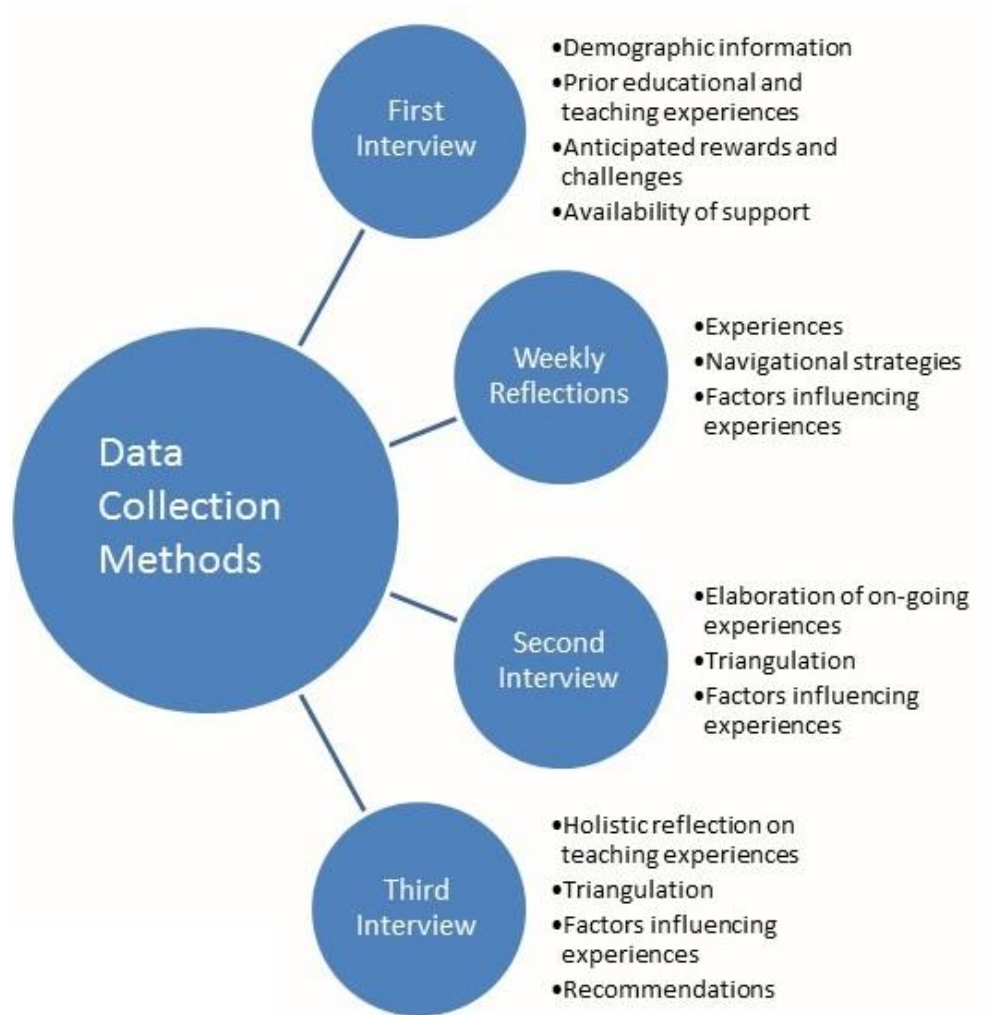 Data
Collection
Methods
First
Interview
•Demographic information
•Prior educational and
teaching experiences
•Anticipated rewards and
challenges
•Availability of support
Weekly
Reflections
•Experiences
•Navigational strategies
•Factors influencing
experiences
Second
Interview
•Elaboration of on-going
experiences
•Triangulation
•Factors influencing
experiences
Third
Interview
•Holistic reflection on
teaching experiences
•Triangulation
•Factors influencing
experiences
•Recommendations